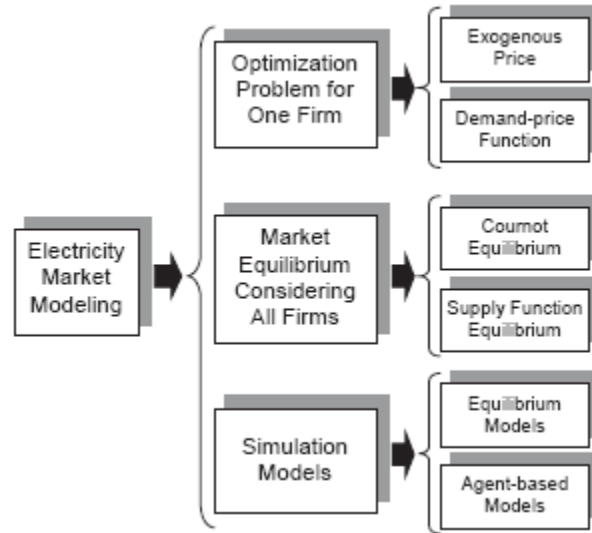 Electricity
Market
Modeling
Optimization
Problem for
One Firm
Exogenous
Price
Demand-price
Function
Market
Equilibrium
Considering
All Firms
Cournot
Equilibrium
Supply Function
Equilibrium
Simulation
Models
Equilibrium
Models
Agent-based
Models